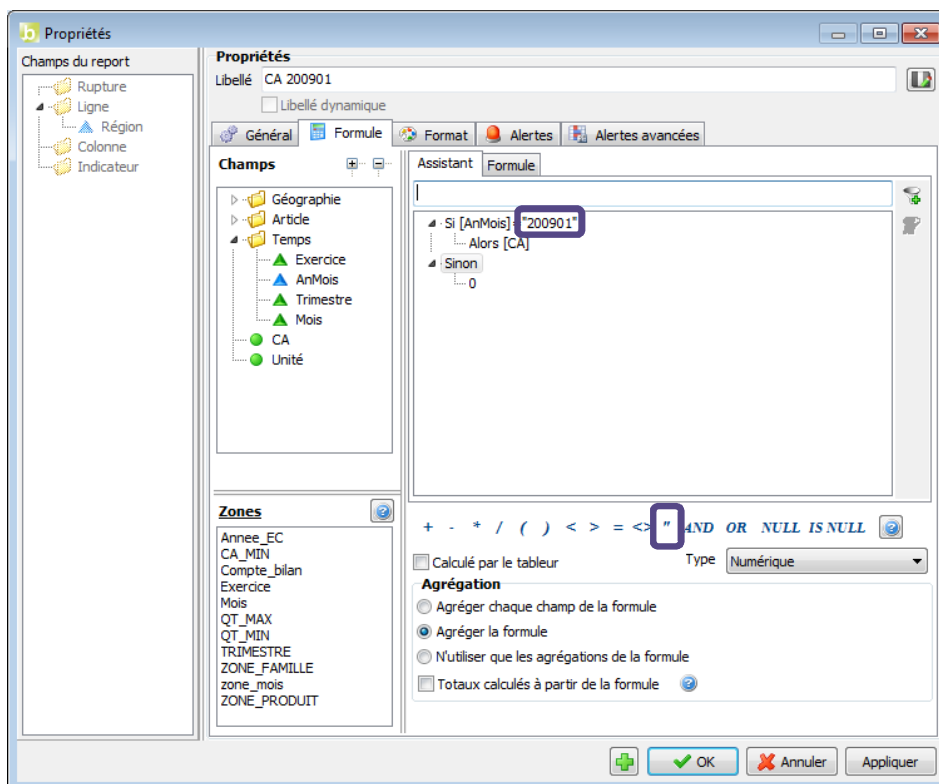 Propriétés
Champs du report
Rupture
Ligne
Région
Colonne
Indicateur
Propriétés
Libellé CA 200901
Libellé dynamique
Général Formule Format Alertes Alertes avancées
Champs
Géographie
Article
Temps
Exercice
AnMois
Trimestre
Mois
CA
Unité
Assistant Formule
Si [AnMois]= "200901"
Alors [CA]
Sinon
0
Zones
Annee_EC
CA_MIN
Compte_bilan
Exercice
Mois
QT_MAX
QT_MIN
TRIMESTRE
ZONE_FAMILLE
zone_mois
ZONE_PRODUIT
+ - * / ( ) < > = <> " AND OR NULL IS NULL
Calculé par le tableur Type Numérique
Agrégation
Agréger chaque champ de la formule
Agréger la formule
N'utiliser que les agrégations de la formule
Totaux calculés à partir de la formule
OK Annuler Appliquer